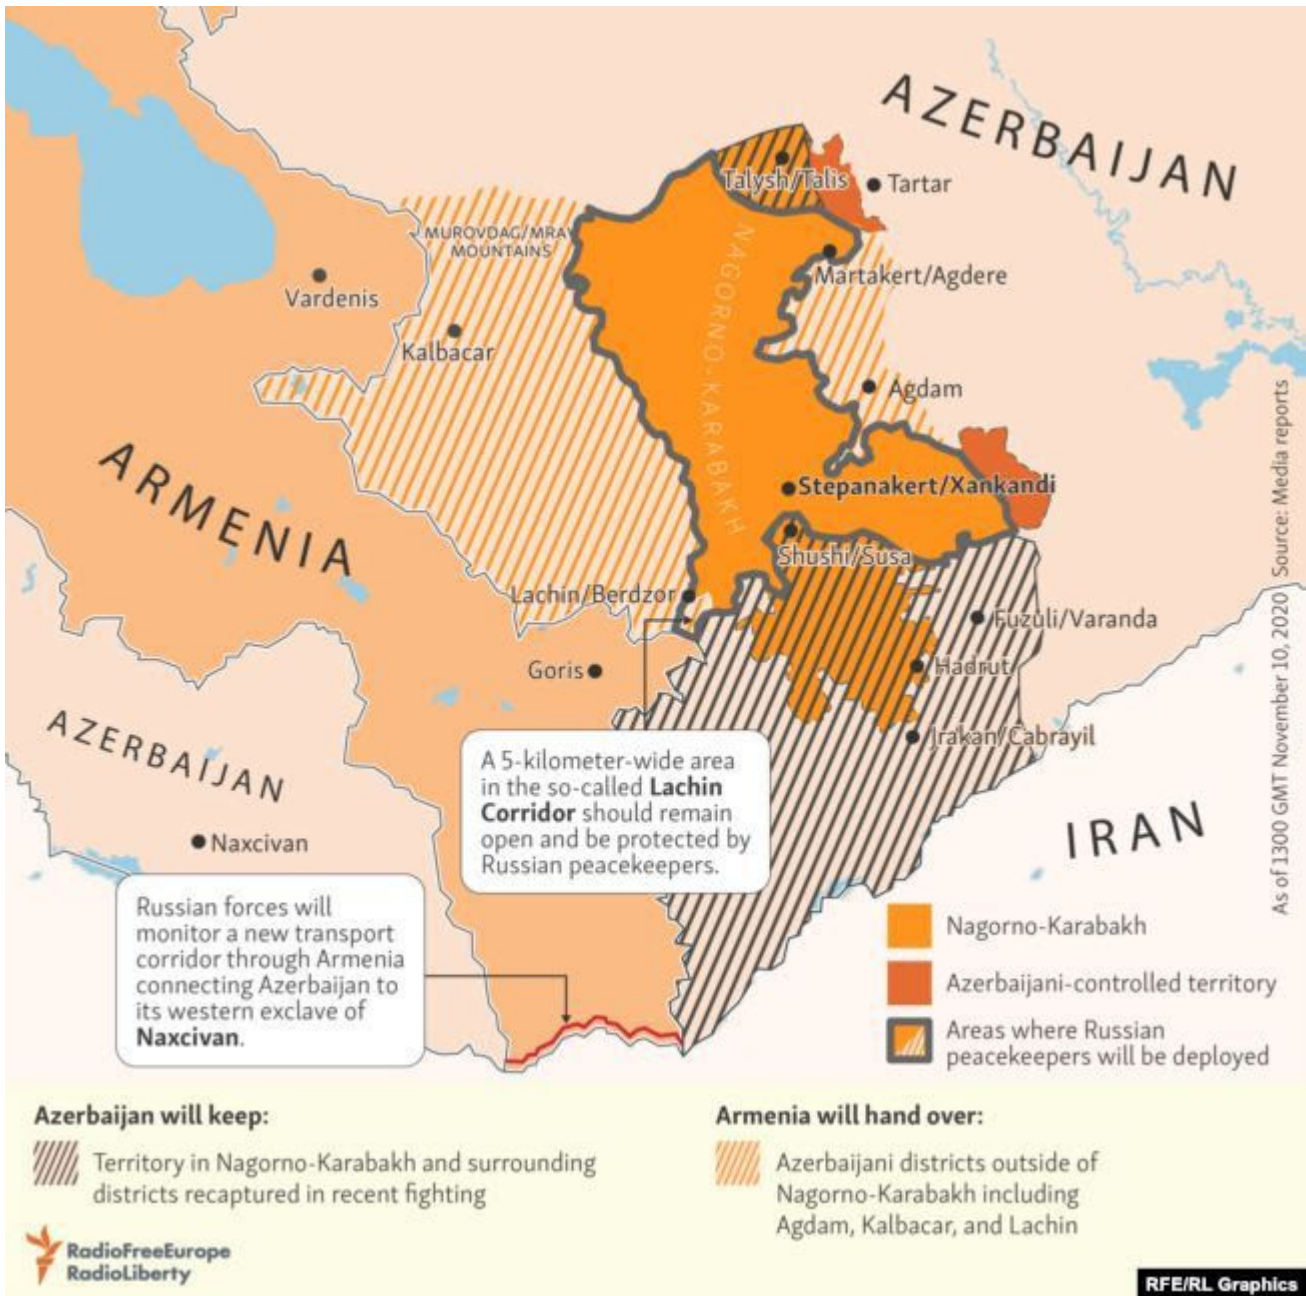 AZERBAIJAN
Talysh/Talis
Tartar
MUROVDAG/MRAV
MOUNTAINS
NAGORNO-KARABAKH
Martakert/Agdere
Vardenis
Kalbacar
Agdam
ARMENIA
Stepanakert/Xankandi
Shushi/Susa
Lachin/Berdzor
Fuzuli/Varanda
Goris
Hadrut
Jrakan/Cabrayil
AZERBAIJAN
Naxcivan
IRAN
A 5-kilometer-wide area
in the so-called Lachin
Corridor should remain
open and be protected by
Russian peacekeepers.
Russian forces will
monitor a new transport
corridor through Armenia
connecting Azerbaijan to
its western exclave of
Naxcivan.
As of 1300 GMT November 10, 2020 Source: Media reports
Nagorno-Karabakh
Azerbaijani-controlled territory
Areas where Russian
peacekeepers will be deployed
Azerbaijan will keep:
Territory in Nagorno-Karabakh and surrounding
districts recaptured in recent fighting
Armenia will hand over:
Azerbaijani districts outside of
Nagorno-Karabakh including
Agdam, Kalbacar, and Lachin
RadioFreeEurope
RadioLiberty
RFE/RL Graphics